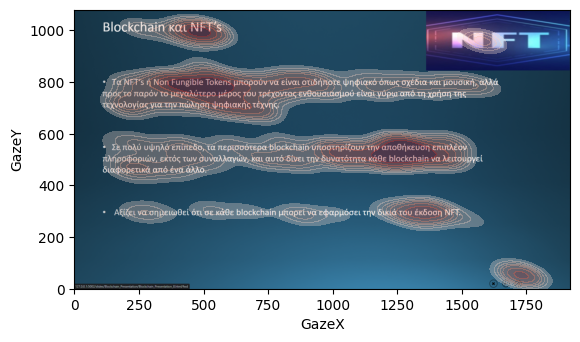 Blockchain και NFT's
NFT
• Τα NFT's ή Non Fungible Tokens μπορούν να είναι οτιδήποτε ψηφιακό όπως σχέδια και μουσική, αλλά
προς το παρόν το μεγαλύτερο μέρος του τρέχοντος ενθουσιασμού είναι γύρω από τη χρήση της
τεχνολογίας για την πώληση ψηφιακής τέχνης.
• Σε πολύ υψηλό επίπεδο, τα περισσότερα blockchain υποστηρίζουν την αποθήκευση επιπλέον
πληροφοριών, εκτός των συναλλαγών, και αυτό δίνει την δυνατότητα κάθε blockchain να λειτουργεί
διαφορετικά από ένα άλλο.
• Αξίζει να σημειωθεί ότι σε κάθε blockchain μπορεί να εφαρμόσει την δικιά του έκδοση NFT.
GazeY
1000
800
600
400
200
0
0
250
500
750
1000
1250
1500
1750
GazeX